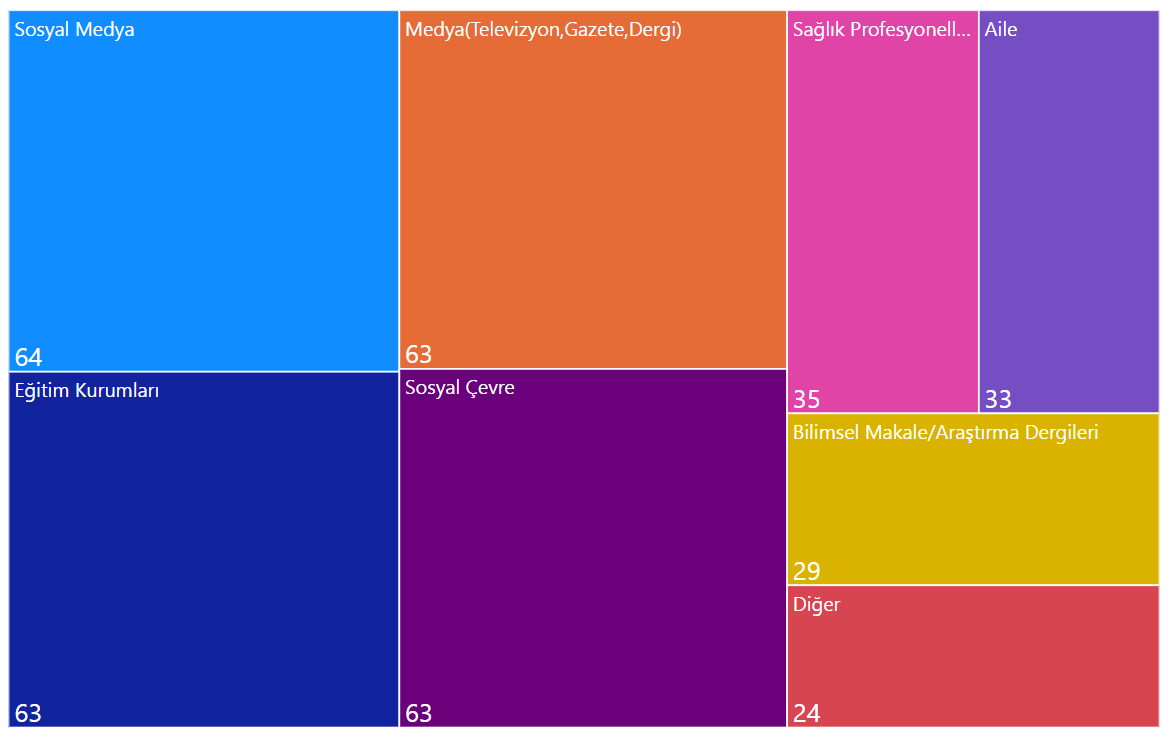 Sosyal Medya
64
Eğitim Kurumları
63
Medya(Televizyon,Gazete,Dergi)
63
Sosyal Çevre
63
Sağlık Profesyonell...
35
Aile
33
Bilimsel Makale/Araştırma Dergileri
29
Diğer
24